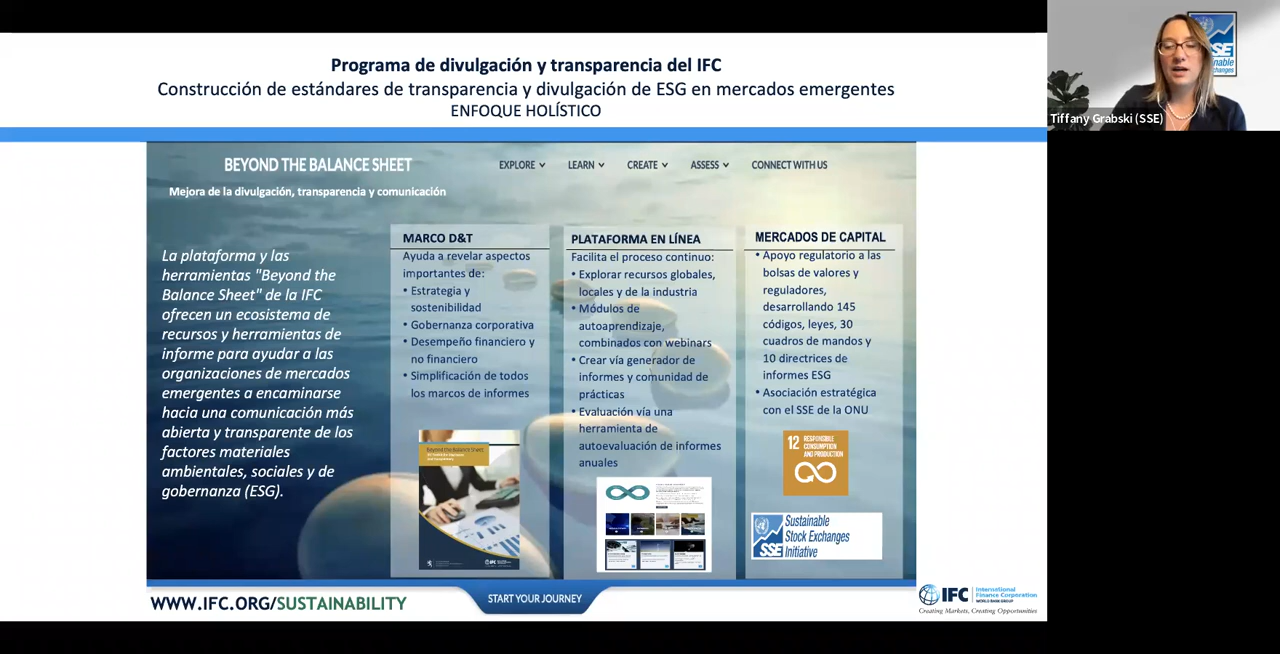 Programa de divulgación y transparencia del IFC
Construcción de estándares de transparencia y divulgación de ESG en mercados emergentes
ENFOQUE HOLÍSTICO
SSE
Tiffany Grabski (SSE)
BEYOND THE BALANCE SHEET
EXPLORE
LEARN
CREATE
ASSESS
CONNECT WITH US
Mejora de la divulgación, transparencia y comunicación
La plataforma y las
herramientas "Beyond the
Balance Sheet" de la IFC
ofrecen un ecosistema de
recursos y herramientas de
informe para ayudar a las
organizaciones de mercados
emergentes a encaminarse
hacia una comunicación más
abierta y transparente de los
factores materiales
ambientales, sociales y de
gobernanza (ESG).
MARCO D&T
Ayuda a revelar aspectos
importantes de:
• Estrategia y
sostenibilidad
• Gobernanza corporativa
• Desempeño financiero y
no financiero
• Simplificación de todos
los marcos de informes
Beyond the Balance Sheet
PLATAFORMA EN LÍNEA
Facilita el proceso continuo:
• Explorar recursos globales,
locales y de la industria
• Módulos de
autoaprendizaje,
combinados con webinars
• Crear vía generador de
informes y comunidad de
prácticas
• Evaluación vía una
herramienta de
autoevaluación de informes
anuales
MERCADOS DE CAPITAL
• Apoyo regulatorio a las
bolsas de valores y
reguladores,
desarrollando 145
códigos, leyes, 30
cuadros de mandos y
10 directrices de
informes ESG
• Asociación estratégica
con el SSE de la ONU
12 RESPONSIBLE
CONSUMPTION
AND PRODUCTION
SSE
Sustainable
Stock Exchanges
Initiative
WWW.IFC.ORG/SUSTAINABILITY
START YOUR JOURNEY
IFC
International
Finance Corporation
WORLD BANK GROUP
Creating Markets, Creating Opportunities